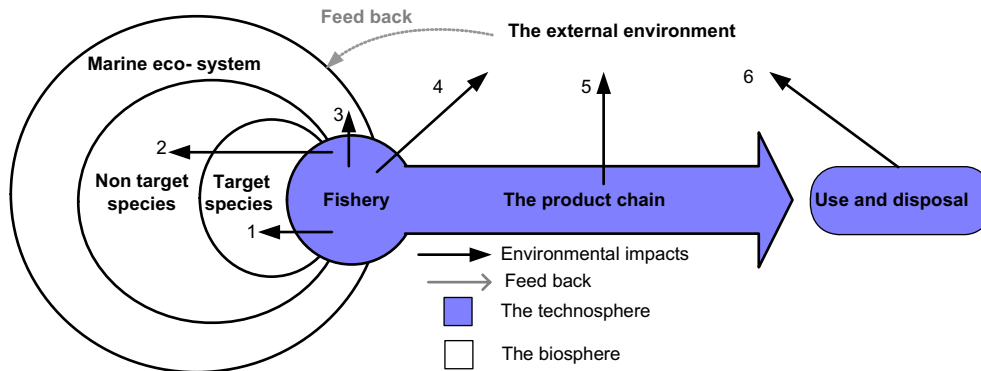 Feed back
The external environment
Marine eco- system
4
5
6
3
2
Non target
species
Target
species
Fishery
The product chain
Use and disposal
1
Environmental impacts
Feed back
The technosphere
The biosphere